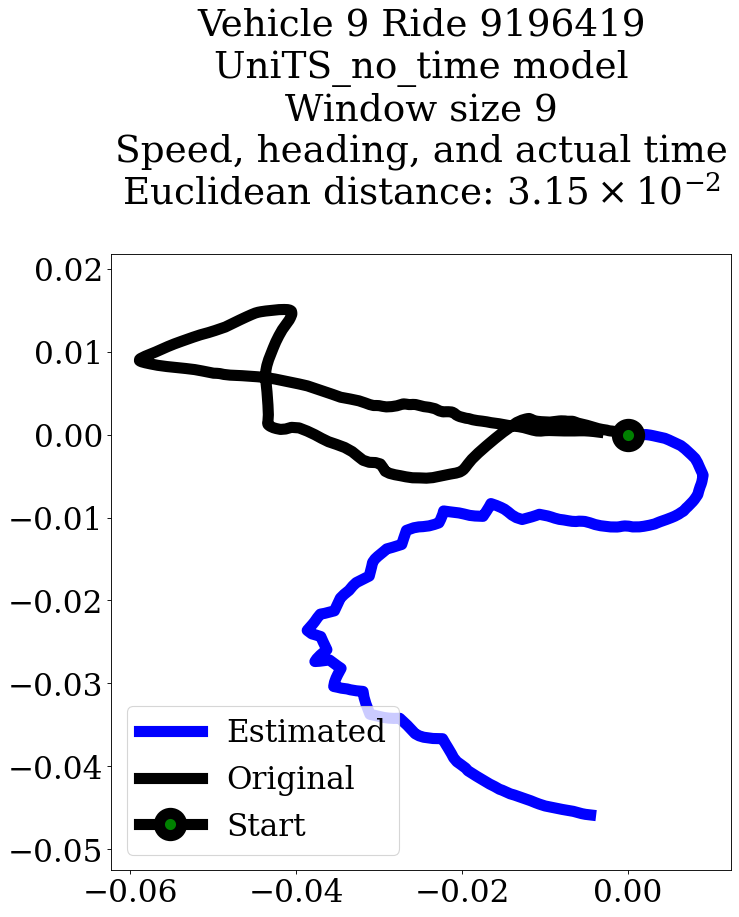 Vehicle 9 Ride 9196419
UniTS_no_time model
Window size 9
Speed, heading, and actual time
Euclidean distance: 3.15 × 10⁻²
0.02
0.01
0.00
−0.01
−0.02
−0.03
−0.04
−0.05
Estimated
Original
Start
−0.06
−0.04
−0.02
0.00